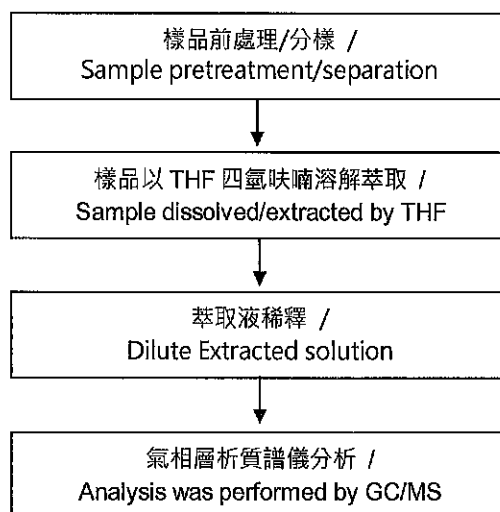 樣品前處理/分樣 /
Sample pretreatment/separation
樣品以 THF 四氫呋喃溶解萃取 /
Sample dissolved/extracted by THF
萃取液稀釋 /
Dilute Extracted solution
氣相層析質譜儀分析 /
Analysis was performed by GC/MS